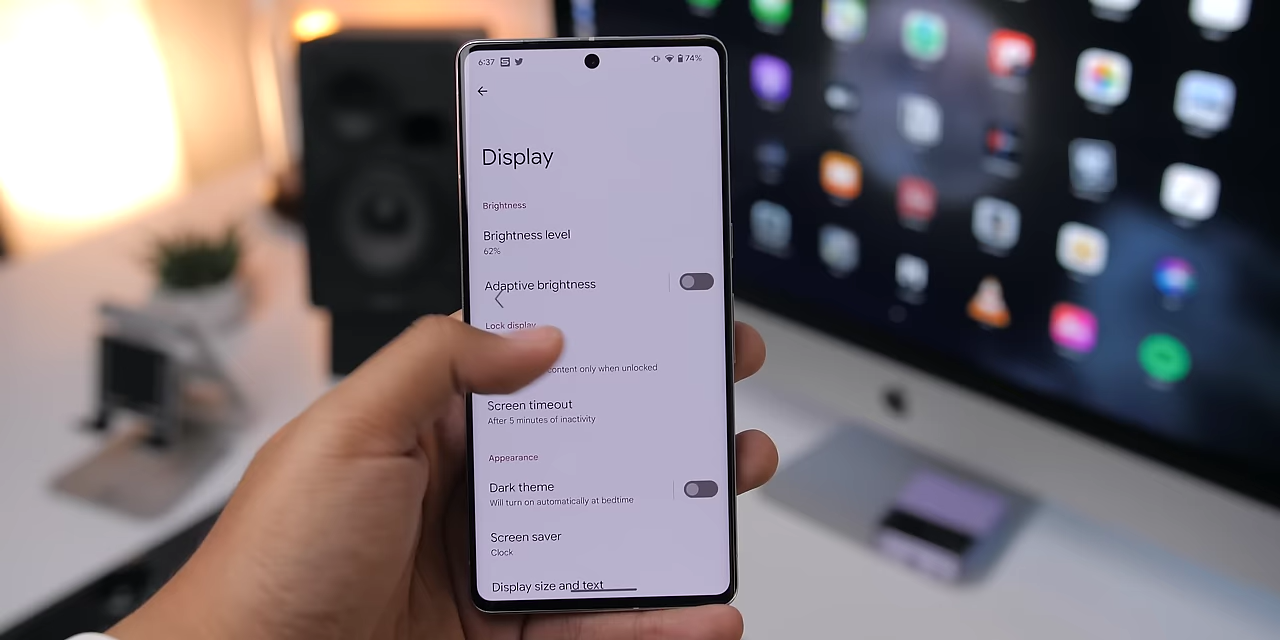 6:37 74%
Display
Brightness
Brightness level
62%
Adaptive brightness
Lock display
content only when unlocked
Screen timeout
After 5 minutes of inactivity
Appearance
Dark theme
Will turn on automatically at bedtime
Screen saver
Clock
Display size and text